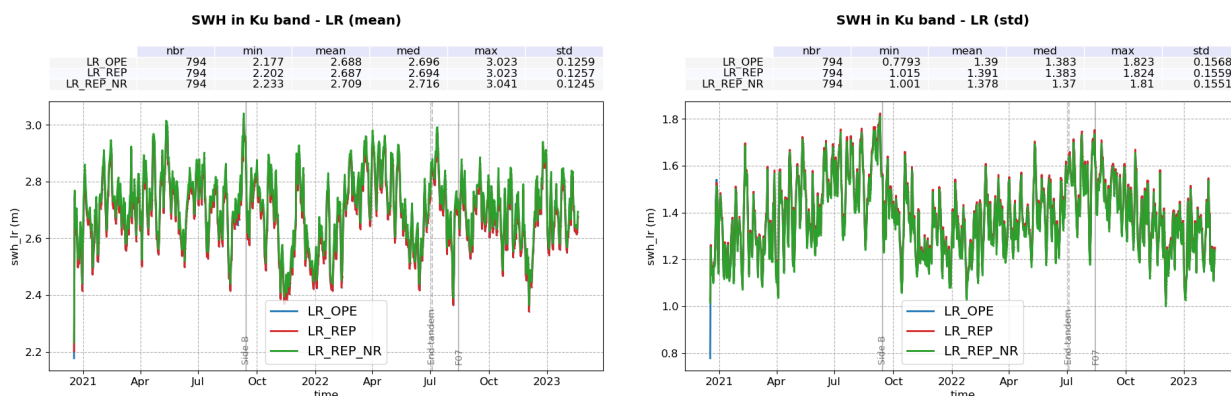 SWH in Ku band - LR (mean)
nbr min mean med max std
LR_OPE 794 2.177 2.688 2.696 3.023 0.1259
LR_REP 794 2.202 2.687 2.694 3.023 0.1257
LR_REP_NR 794 2.233 2.709 2.716 3.041 0.1245
3.0
2.8
2.6
2.4
2.2
swh_lr (m)
Side B
End-tandem
F07
LR_OPE
LR_REP
LR_REP_NR
2021 Apr Jul Oct 2022 Apr Jul Oct 2023
time
SWH in Ku band - LR (std)
nbr min mean med max std
LR_OPE 794 0.7793 1.39 1.383 1.823 0.1568
LR_REP 794 1.015 1.391 1.383 1.824 0.1559
LR_REP_NR 794 1.001 1.378 1.37 1.81 0.1551
1.8
1.6
1.4
1.2
1.0
0.8
swh_lr (m)
Side B
End-tandem
F07
LR_OPE
LR_REP
LR_REP_NR
2021 Apr Jul Oct 2022 Apr Jul Oct 2023
time